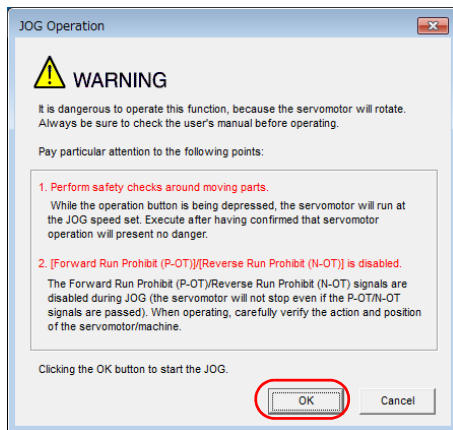 JOG Operation
WARNING
It is dangerous to operate this function, because the servomotor will rotate.
Always be sure to check the user's manual before operating.
Pay particular attention to the following points:
1. Perform safety checks around moving parts.
While the operation button is being depressed, the servomotor will run at
the JOG speed set. Execute after having confirmed that servomotor
operation will present no danger.
2. [Forward Run Prohibit (P-OT)]/[Reverse Run Prohibit (N-OT)] is disabled.
The Forward Run Prohibit (P-OT)/Reverse Run Prohibit (N-OT) signals are
disabled during JOG (the servomotor will not stop even if the P-OT/N-OT
signals are passed). When operating, carefully verify the action and position
of the servomotor/machine.
Clicking the OK button to start the JOG.
OK
Cancel